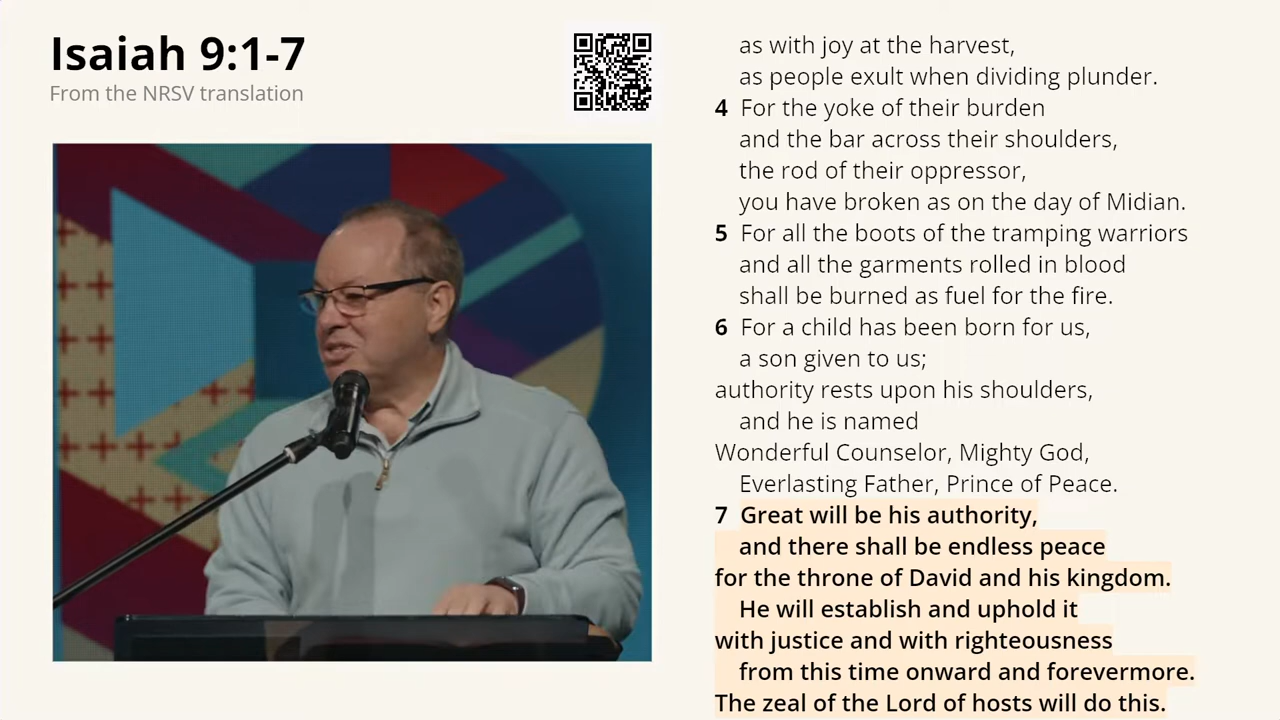 Isaiah 9:1-7
From the NRSV translation
as with joy at the harvest,
as people exult when dividing plunder.
4 For the yoke of their burden
and the bar across their shoulders,
the rod of their oppressor,
you have broken as on the day of Midian.
5 For all the boots of the tramping warriors
and all the garments rolled in blood
shall be burned as fuel for the fire.
6 For a child has been born for us,
a son given to us;
authority rests upon his shoulders,
and he is named
Wonderful Counselor, Mighty God,
Everlasting Father, Prince of Peace.
7 Great will be his authority,
and there shall be endless peace
for the throne of David and his kingdom.
He will establish and uphold it
with justice and with righteousness
from this time onward and forevermore.
The zeal of the Lord of hosts will do this.